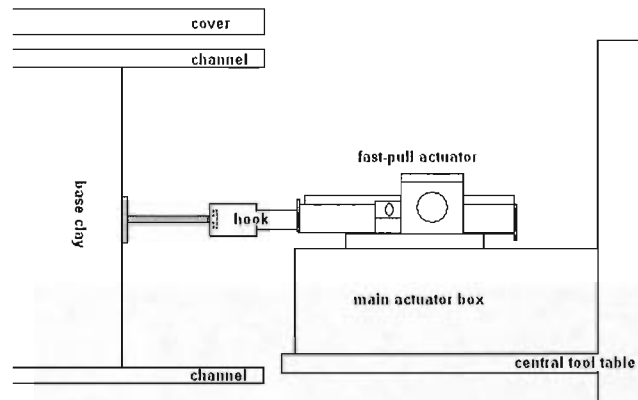 cover
channel
fast-pull actuator
base clay
hook
main actuator box
central tool table
channel